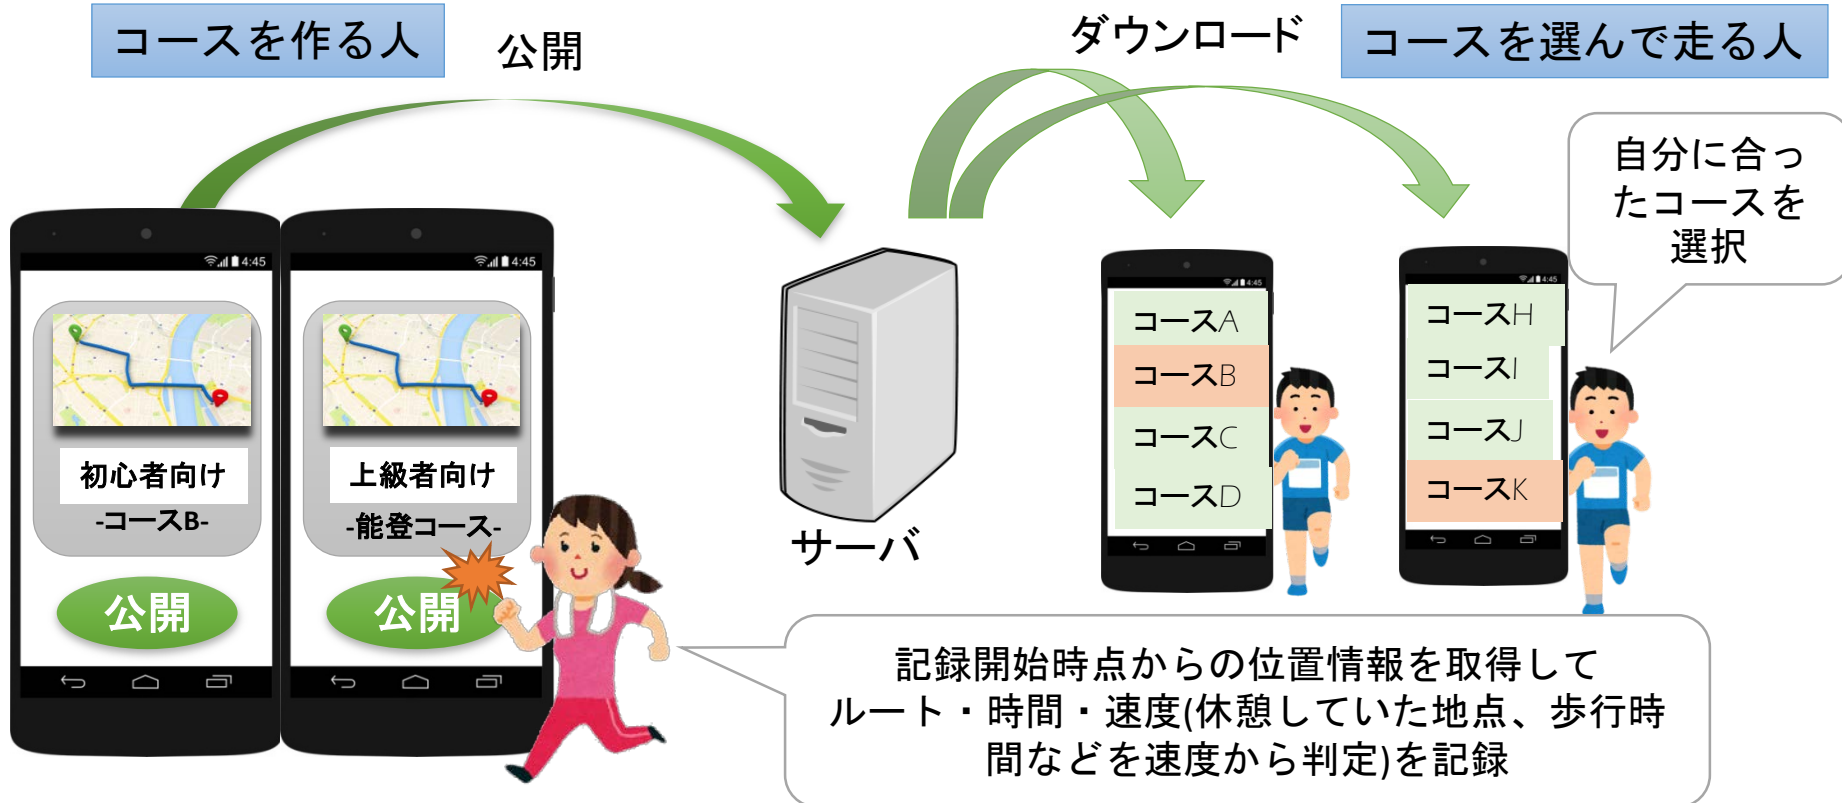 コースを作る人
公開
ダウンロード
コースを選んで走る人
自分に合っ
たコースを
選択
4:45
初心者向け
-コースB-
公開
4:45
上級者向け
-能登コース-
公開
サーバ
4:45
コースA
コースB
コースC
コースD
4:45
コースH
コースI
コースJ
コースK
記録開始時点からの位置情報を取得して
ルート・時間・速度(休憩していた地点、歩行時
間などを速度から判定)を記録